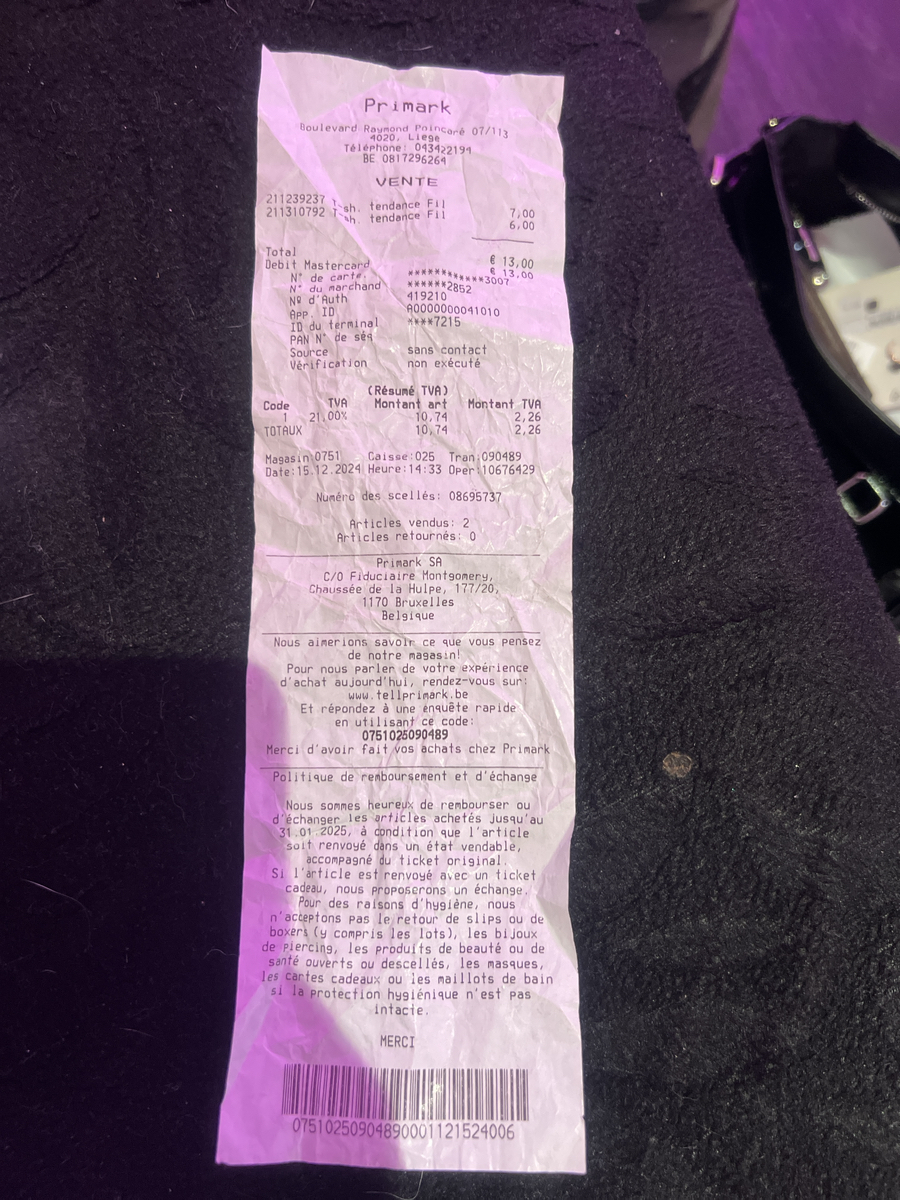 Primark
Boulevard Raymond Poincaré 07/113
4020, Liege
Téléphone: 043422194
BE 0817296264
VENTE
211239237 T-sh. tendance Fil 7,00
211310792 T-sh. tendance Fil 6,00
Total € 13,00
Debit Mastercard € 13,00
N° de carte. ************3007
N° du marchand ******2852
Nº d'Auth 419210
App. ID A0000000041010
ID du terminal ****7215
PAN N° de séq
Source sans contact
Vérification non exécuté
(Résumé TVA)
Code TVA Montant art Montant TVA
1 21,00% 10,74 2,26
TOTAUX 10,74 2,26
Magasin:0751 Caisse:025 Tran:090489
Date:15.12.2024 Heure:14:33 Oper:10676429
Numéro des scellés: 08695737
Articles vendus: 2
Articles retournés: 0
Primark SA
C/O Fiduciaire Montgomery,
Chaussée de la Hulpe, 177/20,
1170 Bruxelles
Belgique
Nous aimerions savoir ce que vous pensez
de notre magasin!
Pour nous parler de votre expérience
d'achat aujourd'hui, rendez-vous sur:
www.tellprimark.be
Et répondez à une enquête rapide
en utilisant ce code:
0751025090489
Merci d'avoir fait vos achats chez Primark
Politique de remboursement et d'échange
Nous sommes heureux de rembourser ou
d'échanger les articles achetés jusqu'au
31.01.2025, à condition que l'article
soit renvoyé dans un état vendable,
accompagné du ticket original.
Si l'article est renvoyé avec un ticket
cadeau, nous proposerons un échange.
Pour des raisons d'hygiène, nous
n'acceptons pas le retour de slips ou de
boxers (y compris les lots), les bijoux
de piercing, les produits de beauté ou de
santé ouverts ou descellés, les masques,
les cartes cadeaux ou les maillots de bain
si la protection hygiénique n'est pas
intacte.
MERCI
07510250904890001121524006